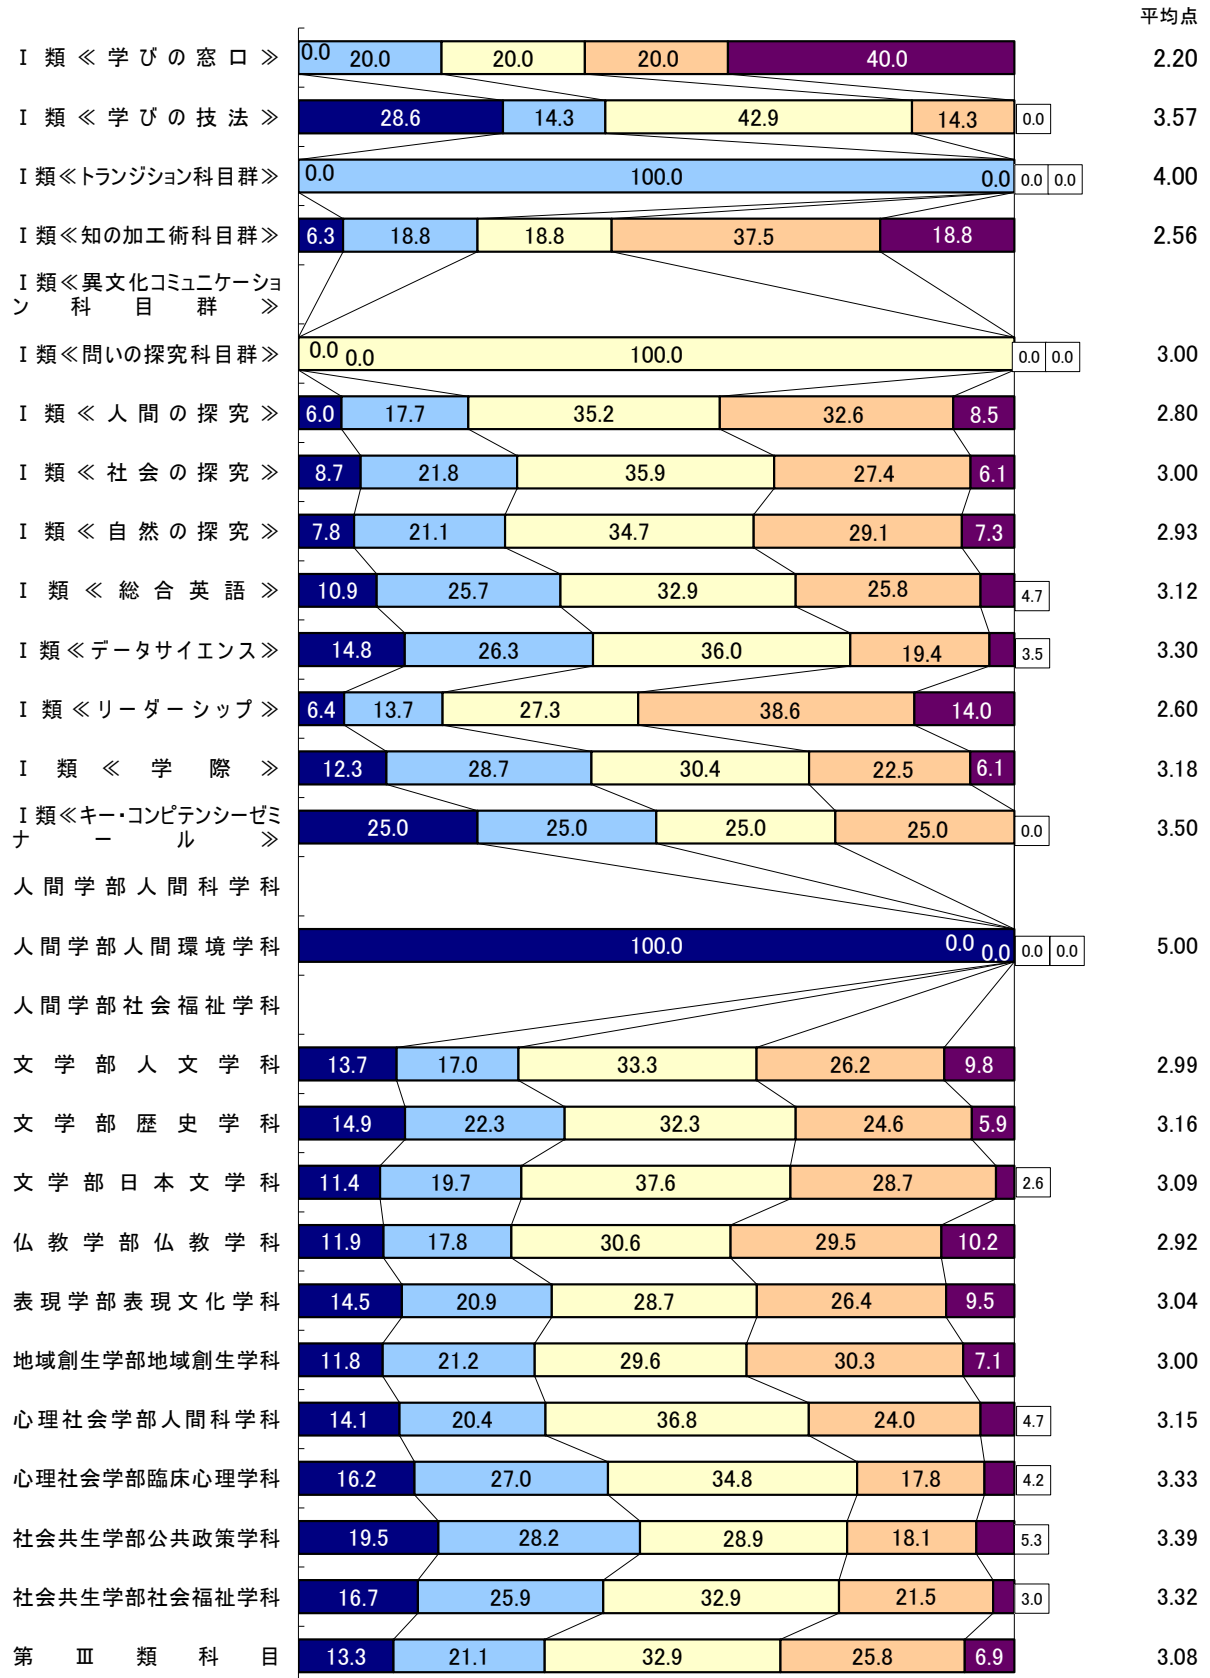 平均点
Ⅰ類≪学びの窓口≫ 0.0 20.0 20.0 20.0 40.0 2.20
Ⅰ類≪学びの技法≫ 28.6 14.3 42.9 14.3 0.0 3.57
Ⅰ類≪トランジション科目群≫ 0.0 100.0 0.0 0.0 0.0 4.00
Ⅰ類≪知の加工術科目群≫ 6.3 18.8 18.8 37.5 18.8 2.56
Ⅰ類≪異文化コミュニケーショ
ン科目群≫
Ⅰ類≪問いの探究科目群≫ 0.0 0.0 100.0 0.0 0.0 3.00
Ⅰ類≪人間の探究≫ 6.0 17.7 35.2 32.6 8.5 2.80
Ⅰ類≪社会の探究≫ 8.7 21.8 35.9 27.4 6.1 3.00
Ⅰ類≪自然の探究≫ 7.8 21.1 34.7 29.1 7.3 2.93
Ⅰ類≪総合英語≫ 10.9 25.7 32.9 25.8 4.7 3.12
Ⅰ類≪データサイエンス≫ 14.8 26.3 36.0 19.4 3.5 3.30
Ⅰ類≪リーダーシップ≫ 6.4 13.7 27.3 38.6 14.0 2.60
Ⅰ類≪学際≫ 12.3 28.7 30.4 22.5 6.1 3.18
Ⅰ類≪キー・コンピテンシーゼミ
ナール≫ 25.0 25.0 25.0 25.0 0.0 3.50
人間学部人間科学科
人間学部人間環境学科 100.0 0.0 0.0 0.0 0.0 5.00
人間学部社会福祉学科
文学部人文学科 13.7 17.0 33.3 26.2 9.8 2.99
文学部歴史学科 14.9 22.3 32.3 24.6 5.9 3.16
文学部日本文学科 11.4 19.7 37.6 28.7 2.6 3.09
仏教学部仏教学科 11.9 17.8 30.6 29.5 10.2 2.92
表現学部表現文化学科 14.5 20.9 28.7 26.4 9.5 3.04
地域創生学部地域創生学科 11.8 21.2 29.6 30.3 7.1 3.00
心理社会学部人間科学科 14.1 20.4 36.8 24.0 4.7 3.15
心理社会学部臨床心理学科 16.2 27.0 34.8 17.8 4.2 3.33
社会共生学部公共政策学科 19.5 28.2 28.9 18.1 5.3 3.39
社会共生学部社会福祉学科 16.7 25.9 32.9 21.5 3.0 3.32
第Ⅲ類科目 13.3 21.1 32.9 25.8 6.9 3.08